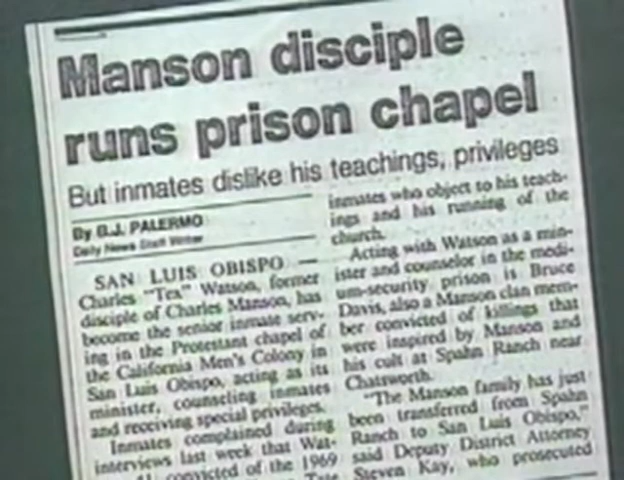 Manson disciple
runs prison chapel
But inmates dislike his teachings, privileges
By B.J. PALERMO
Daily News Staff Writer
SAN LUIS OBISPO —
Charles "Tex" Watson, former
disciple of Charles Manson, has
become the senior inmate serv-
ing in the Protestant chapel of
the California Men's Colony in
San Luis Obispo, acting as its
minister, counseling inmates
and receiving special privileges.
Inmates complained during
interviews last week that Wat-
convicted of the 1969
inmates who object to his teach-
ings and his running of the
church.
Acting with Watson as a min-
ister and counselor in the medi-
um-security prison is Bruce
Davis, also a Manson clan mem-
ber convicted of killings that
were inspired by Manson and
his cult at Spahn Ranch near
Chatsworth.
"The Manson family has just
been transferred from Spahn
Ranch to San Luis Obispo,"
said Deputy District Attorney
Steven Kay, who prosecuted